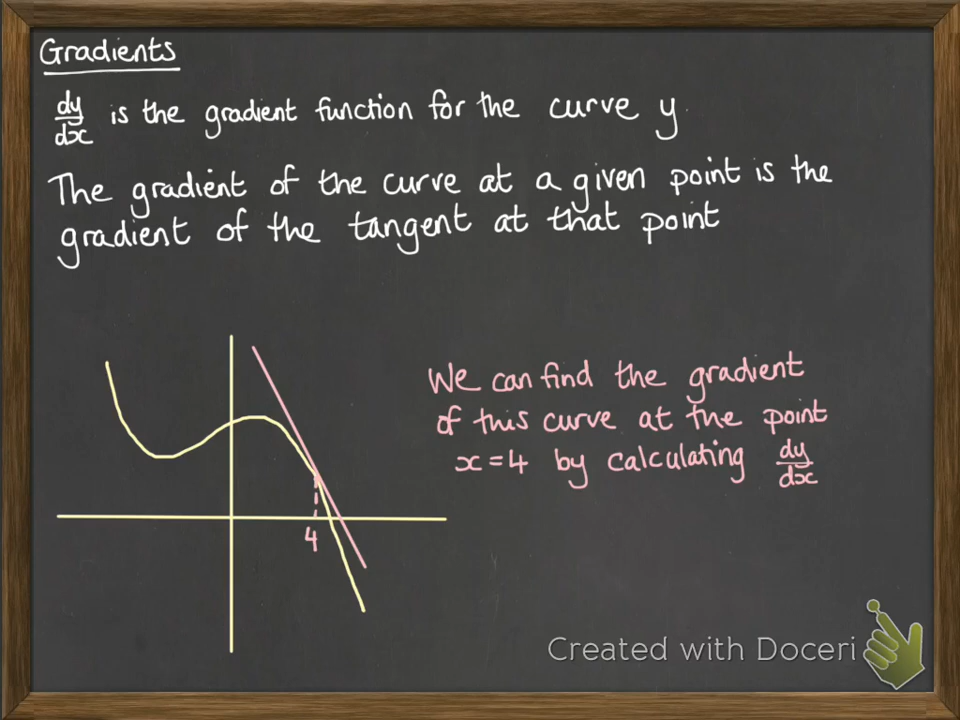 Gradients
dy/dx is the gradient function for the curve y
The gradient of the curve at a given point is the
gradient of the tangent at that point
We can find the gradient
of this curve at the point
x=4 by calculating dy/dx
4
Created with Doceri